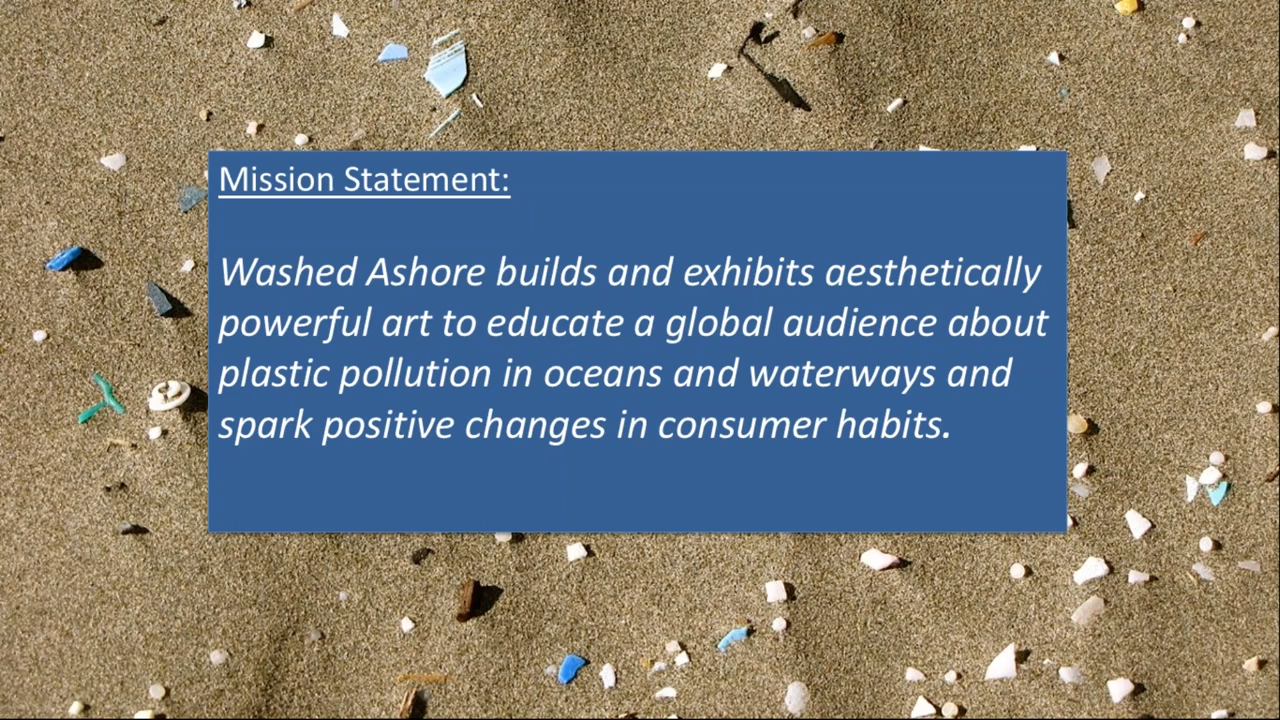 Mission Statement:
Washed Ashore builds and exhibits aesthetically
powerful art to educate a global audience about
plastic pollution in oceans and waterways and
spark positive changes in consumer habits.